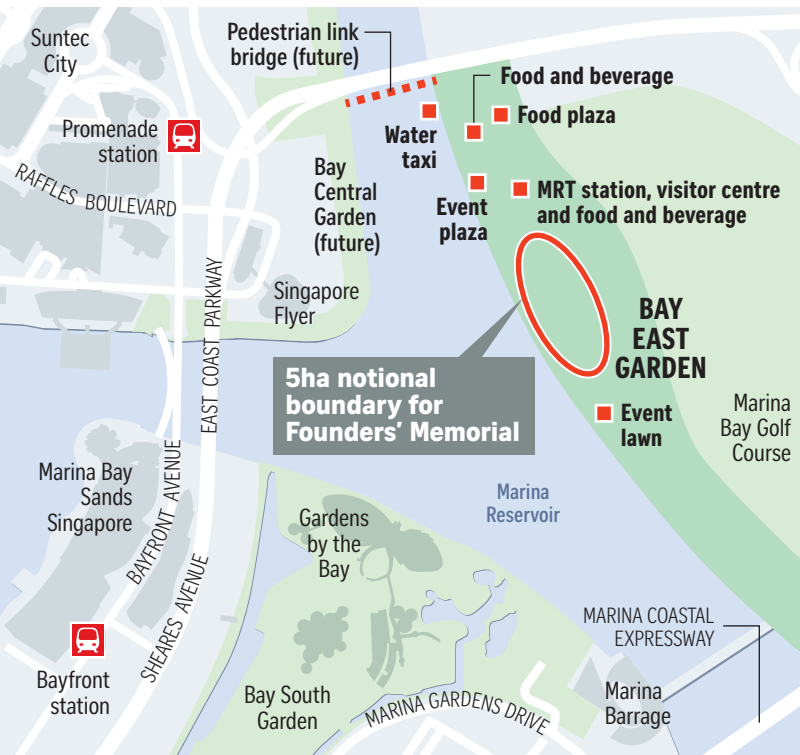 Suntec
City
Pedestrian link
bridge (future)
Food and beverage
Food plaza
Promenade
station
Water
taxi
RAFFLES BOULEVARD
Bay
Central
Garden
(future)
Event
plaza
MRT station, visitor centre
and food and beverage
EAST COAST PARKWAY
Singapore
Flyer
BAY
EAST
GARDEN
5ha notional
boundary for
Founders' Memorial
Event
lawn
Marina
Bay Golf
Course
Marina Bay
Sands
Singapore
BAYFRONT AVENUE
Marina
Reservoir
Gardens
by the
Bay
SHEARES AVENUE
MARINA COASTAL
EXPRESSWAY
Bayfront
station
Bay South
Garden
MARINA GARDENS DRIVE
Marina
Barrage